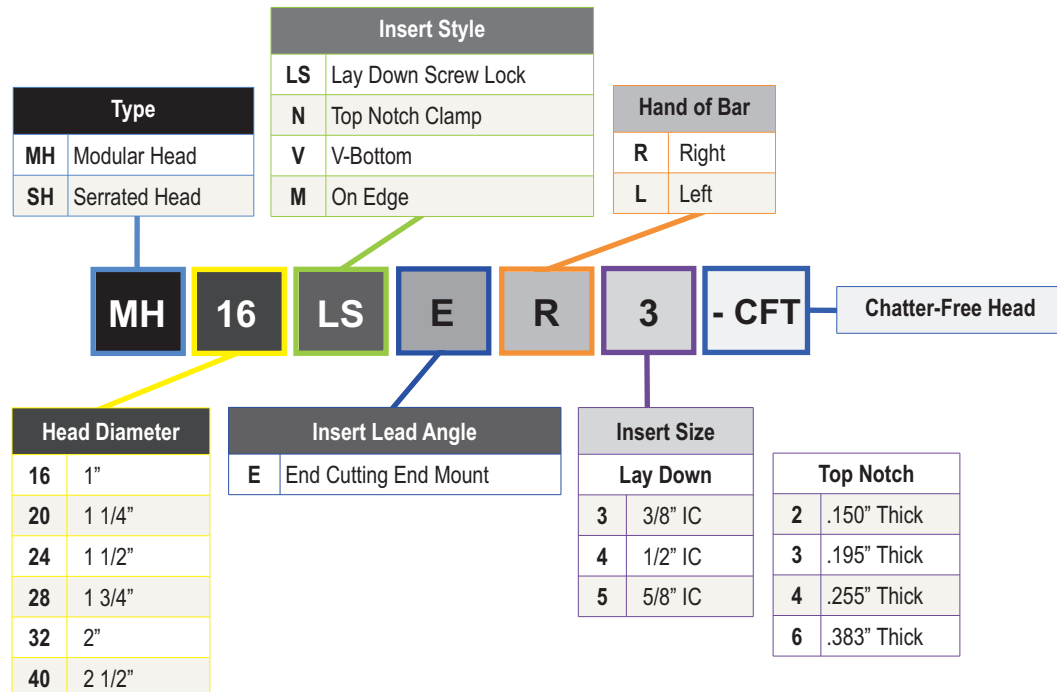 Insert Style
LS Lay Down Screw Lock
N Top Notch Clamp
V V-Bottom
M On Edge
Type
MH Modular Head
SH Serrated Head
Hand of Bar
R Right
L Left
MH 16 LS E R 3 - CFT Chatter-Free Head
Head Diameter
16 1”
20 1 1/4”
24 1 1/2”
28 1 3/4”
32 2”
40 2 1/2”
Insert Lead Angle
E End Cutting End Mount
Insert Size
Lay Down
3 3/8” IC
4 1/2” IC
5 5/8” IC
Top Notch
2 .150” Thick
3 .195” Thick
4 .255” Thick
6 .383” Thick